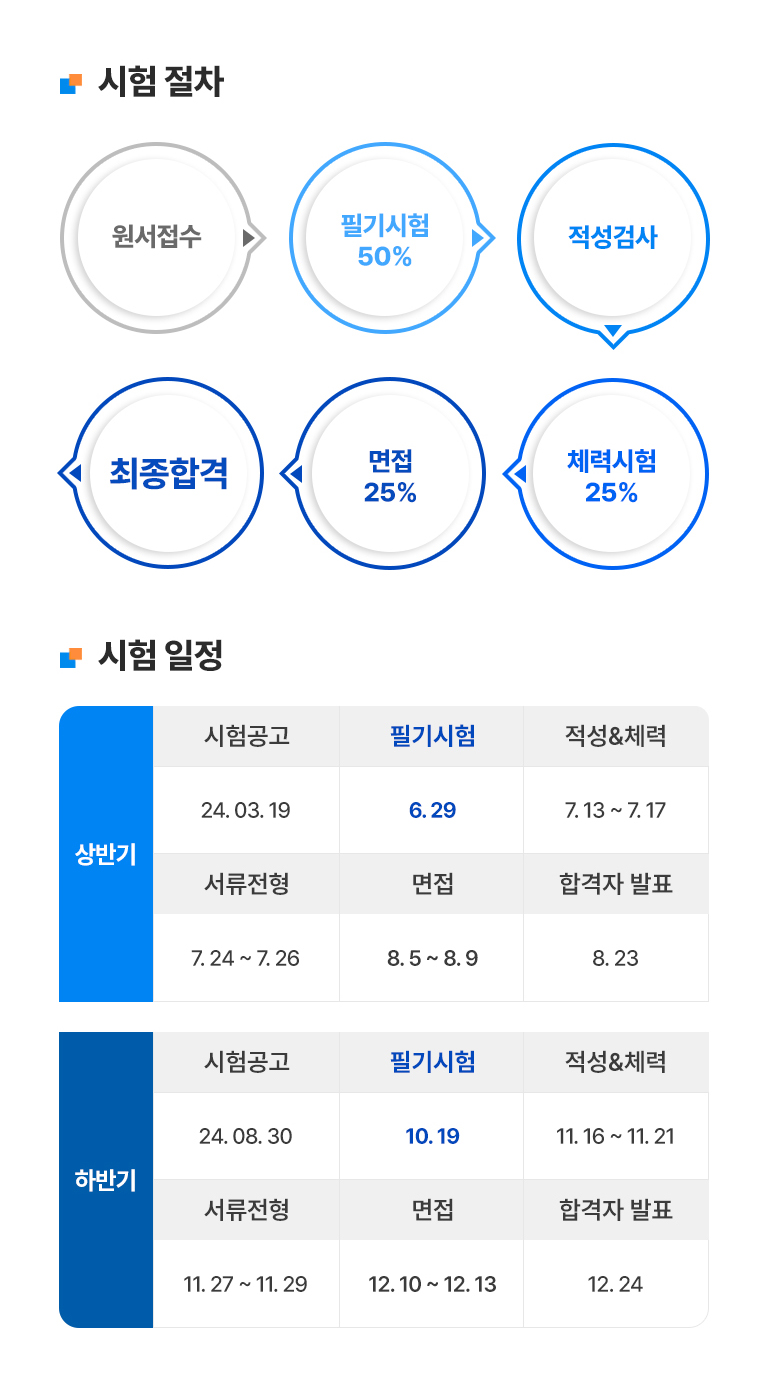 시험 절차
원서접수
필기시험
50%
적성검사
최종합격
면접
25%
체력시험
25%
시험 일정
상반기
시험공고 필기시험 적성&체력
24. 03. 19 6. 29 7. 13 ~ 7. 17
서류전형 면접 합격자 발표
7. 24 ~ 7. 26 8. 5 ~ 8. 9 8. 23
하반기
시험공고 필기시험 적성&체력
24. 08. 30 10. 19 11. 16 ~ 11. 21
서류전형 면접 합격자 발표
11. 27 ~ 11. 29 12. 10 ~ 12. 13 12. 24